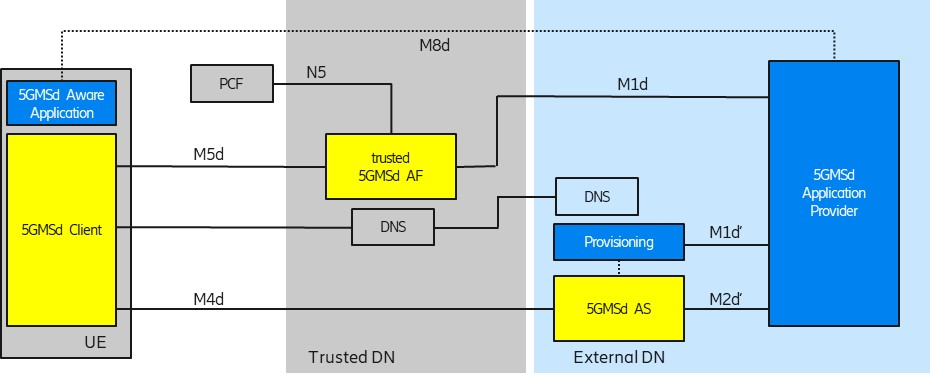 M8d
PCF
N5
M1d
5GMSd Aware
Application
M5d
trusted
5GMSd AF
5GMSd
Application
Provider
DNS
5GMSd Client
DNS
Provisioning
M1d’
M4d
5GMSd AS
M2d’
UE
Trusted DN
External DN